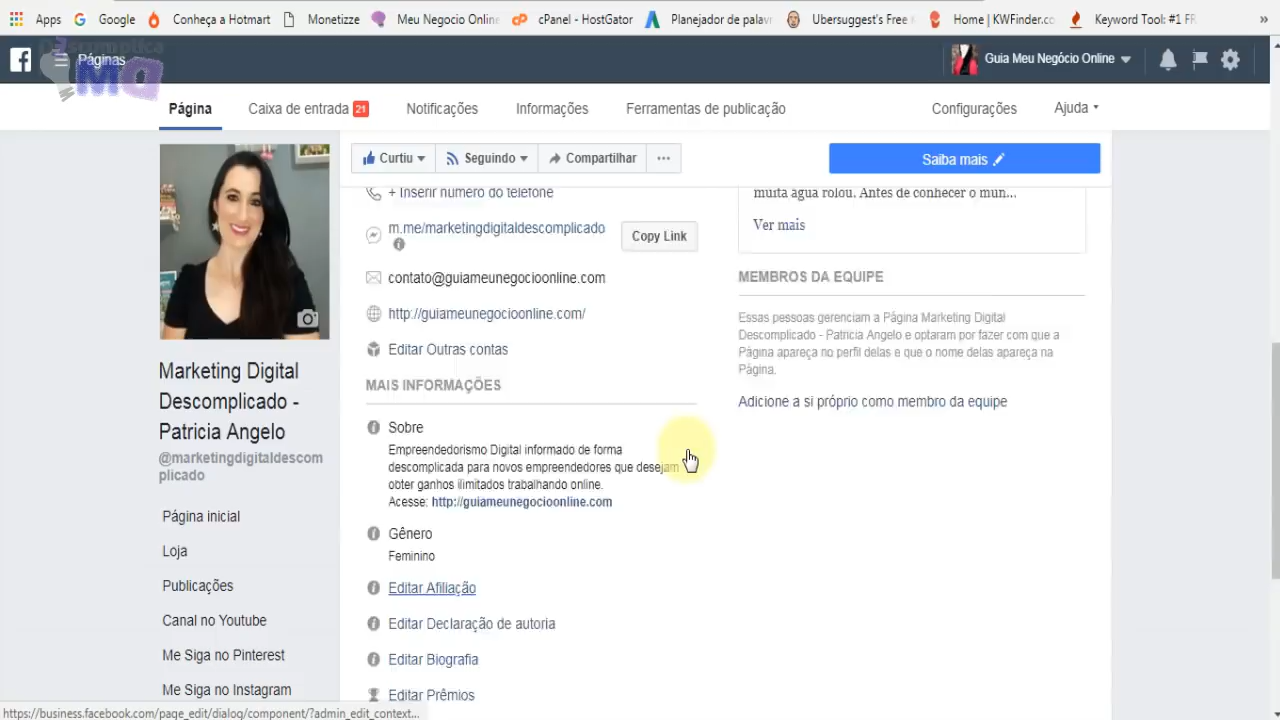 Apps Google Conheça a Hotmart Monetizze Meu Negocio Onlin cPanel - HostGator Planejador de palav Ubersuggest's Free Home | KWFinder.co Keyword Tool: #1 FR »
Descomplica
Mª
Páginas
Guia Meu Negócio Online
Página Caixa de entrada 21 Notificações Informações Ferramentas de publicação Configurações Ajuda
Curtiu Seguindo Compartilhar ... Saiba mais
+ Inserir número do telefone
m.me/marketingdigitaldescomplicado
Copy Link
contato@guiameunegocioonline.com
http://guiameunegocioonline.com/
Editar Outras contas
MAIS INFORMAÇÕES
Sobre
Empreendedorismo Digital informado de forma
descomplicada para novos empreendedores que desejam
obter ganhos ilimitados trabalhando online.
Acesse: http://guiameunegocioonline.com
Gênero
Feminino
Editar Afiliação
Editar Declaração de autoria
Editar Biografia
Editar Prêmios
muita água rolou. Antes de conhecer o mun...
Ver mais
MEMBROS DA EQUIPE
Essas pessoas gerenciam a Página Marketing Digital
Descomplicado - Patricia Angelo e optaram por fazer com que a
Página apareça no perfil delas e que o nome delas apareça na
Página.
Adicione a si próprio como membro da equipe
Marketing Digital
Descomplicado -
Patricia Angelo
@marketingdigitaldescom
plicado
Página inicial
Loja
Publicações
Canal no Youtube
Me Siga no Pinterest
Me Siga no Instagram
https://business.facebook.com/page_edit/dialog/component/?admin_edit_context...